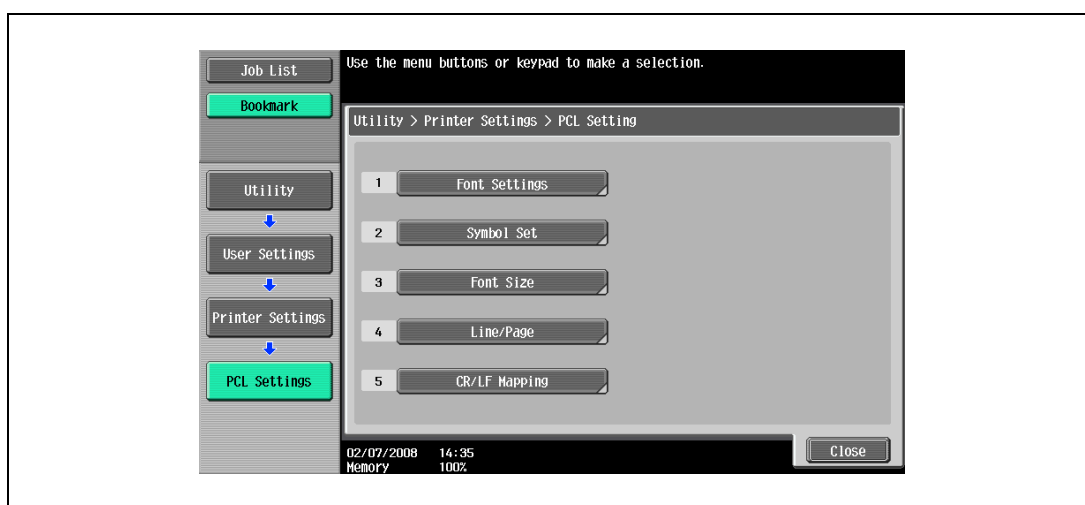 Job List
Bookmark
Use the menu buttons or keypad to make a selection.
Utility > Printer Settings > PCL Setting
Utility
User Settings
Printer Settings
PCL Settings
1 Font Settings
2 Symbol Set
3 Font Size
4 Line/Page
5 CR/LF Mapping
02/07/2008 14:35
Memory 100%
Close